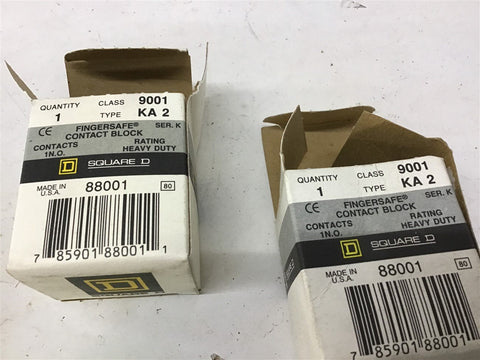 QUANTITY CLASS 9001
1 TYPE KA 2
CE FINGERSAFE® SER. K
CONTACT BLOCK
CONTACTS RATING
1N.O. HEAVY DUTY
D SQUARE D
MADE IN U.S.A. 88001 80
7 85901 88001 1
QUANTITY CLASS 9001
1 TYPE KA 2
CE FINGERSAFE® SER. K
CONTACT BLOCK
CONTACTS RATING
1N.O. HEAVY DUTY
D SQUARE D
MADE IN U.S.A. 88001 80
7 85901 88001